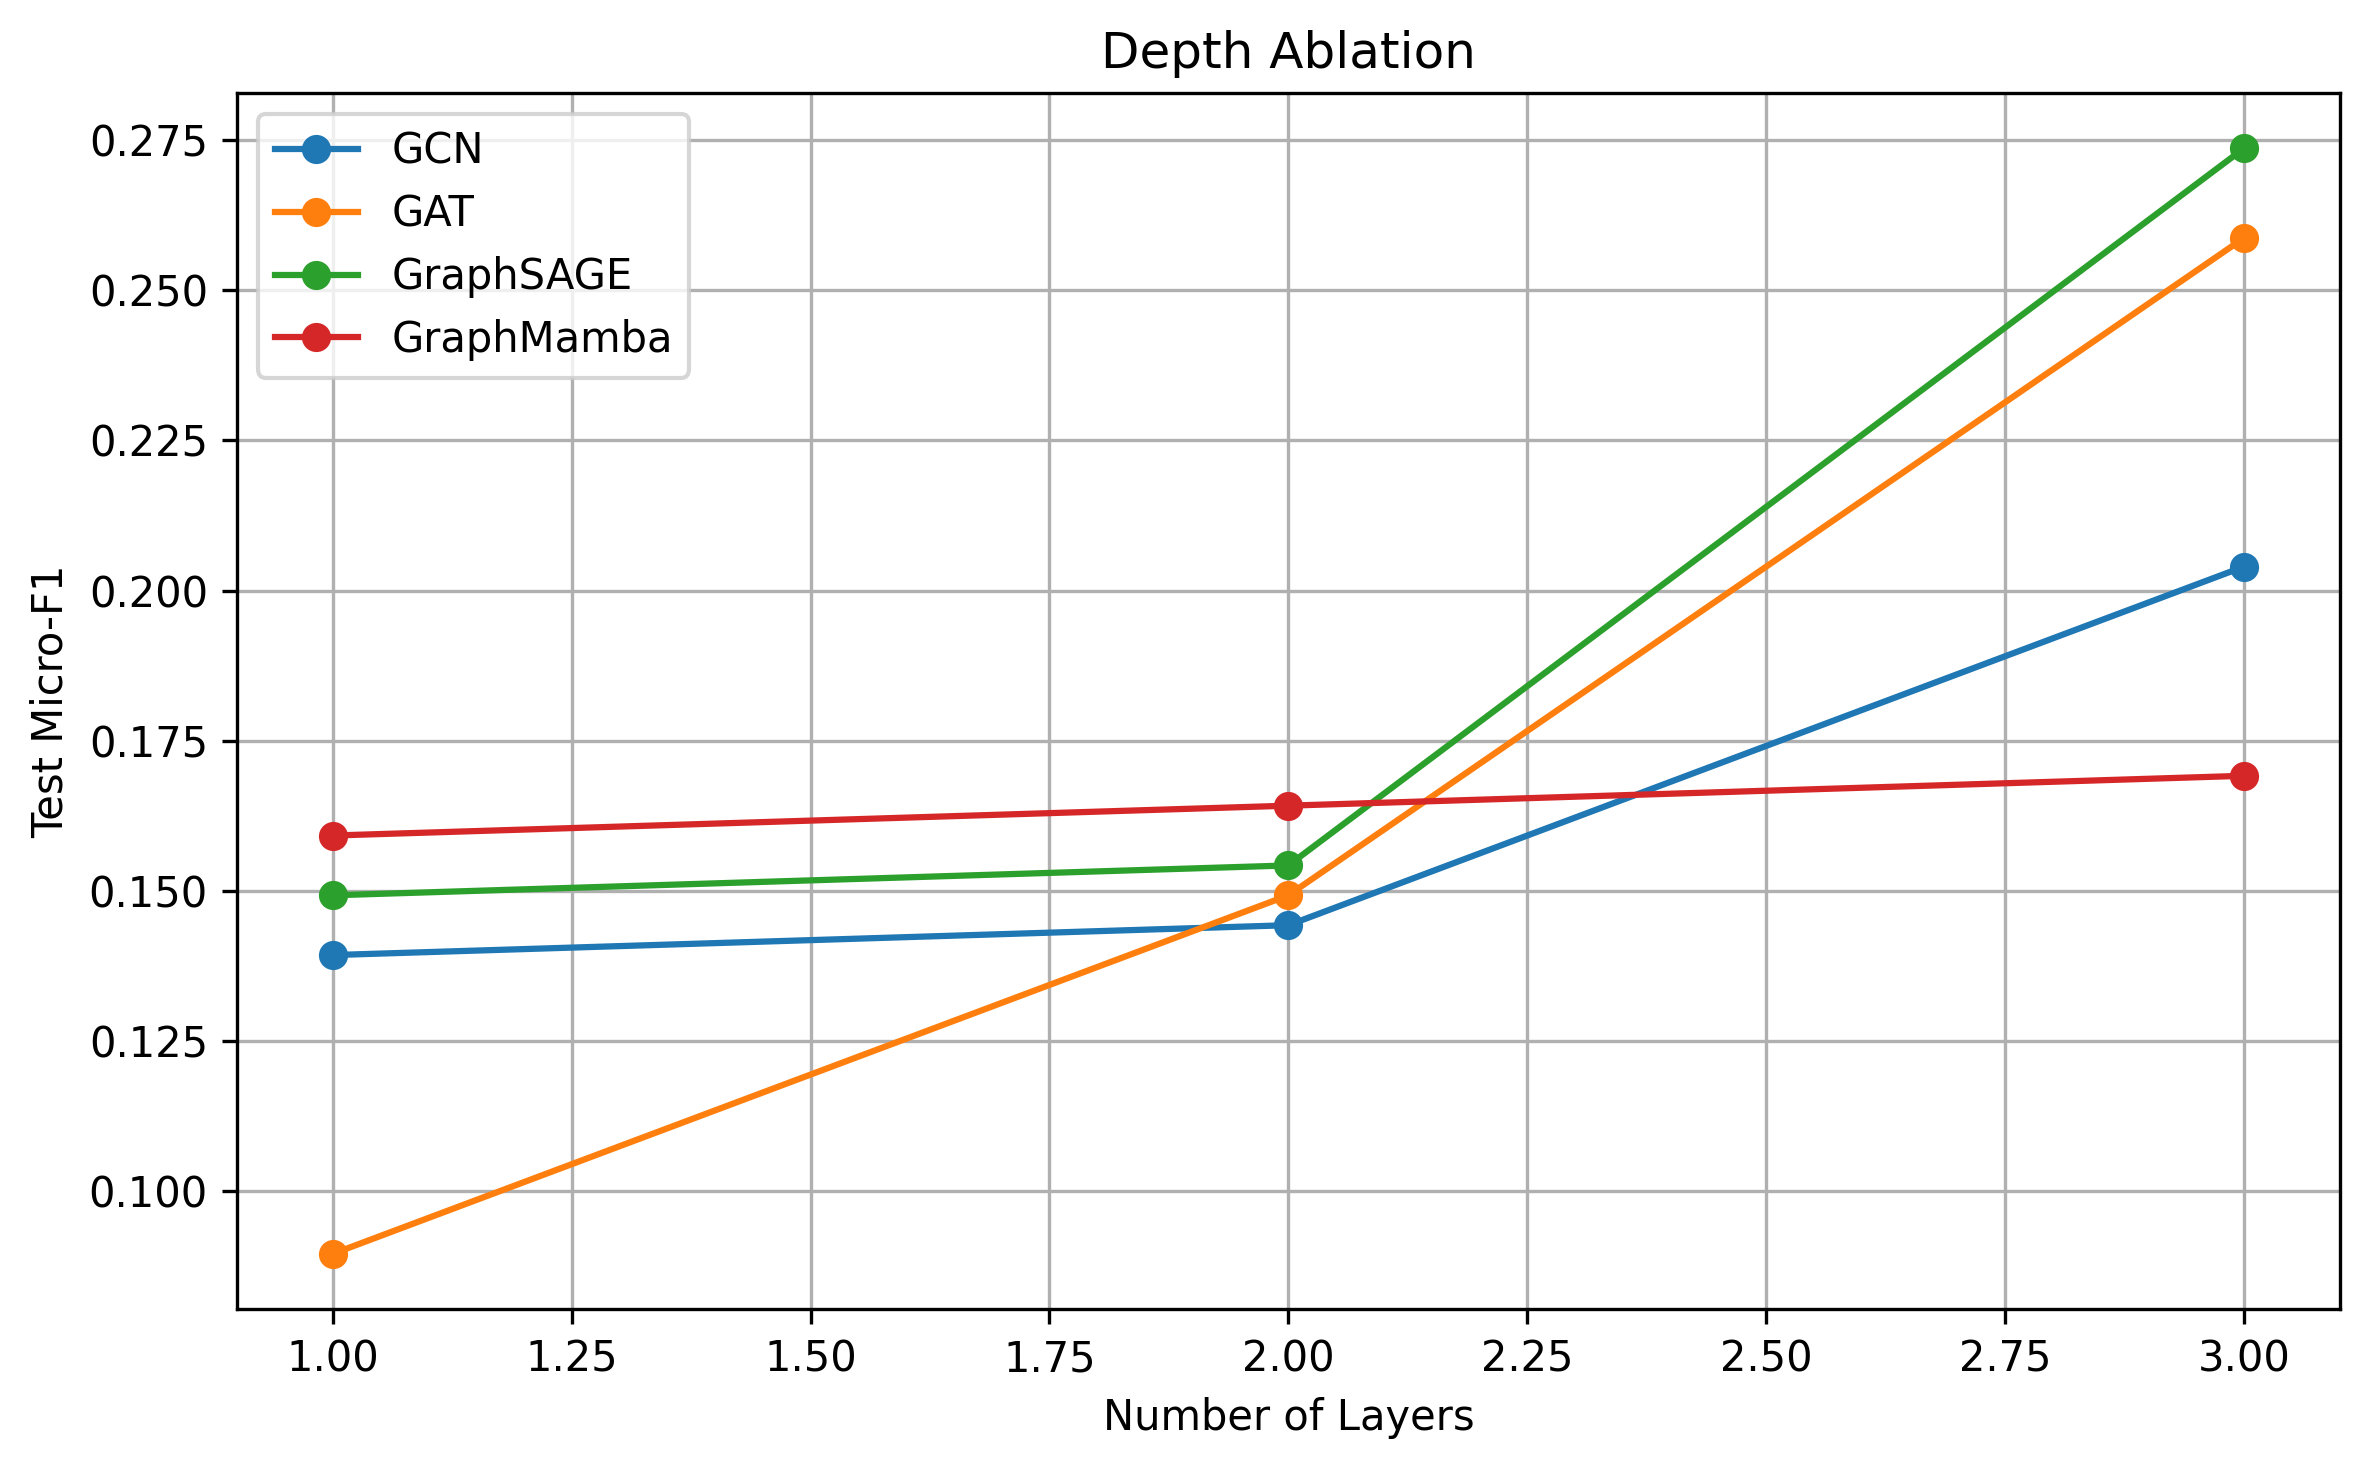 Depth Ablation
GCN
GAT
GraphSAGE
GraphMamba
Test Micro-F1
0.275
0.250
0.225
0.200
0.175
0.150
0.125
0.100
1.00 1.25 1.50 1.75 2.00 2.25 2.50 2.75 3.00
Number of Layers